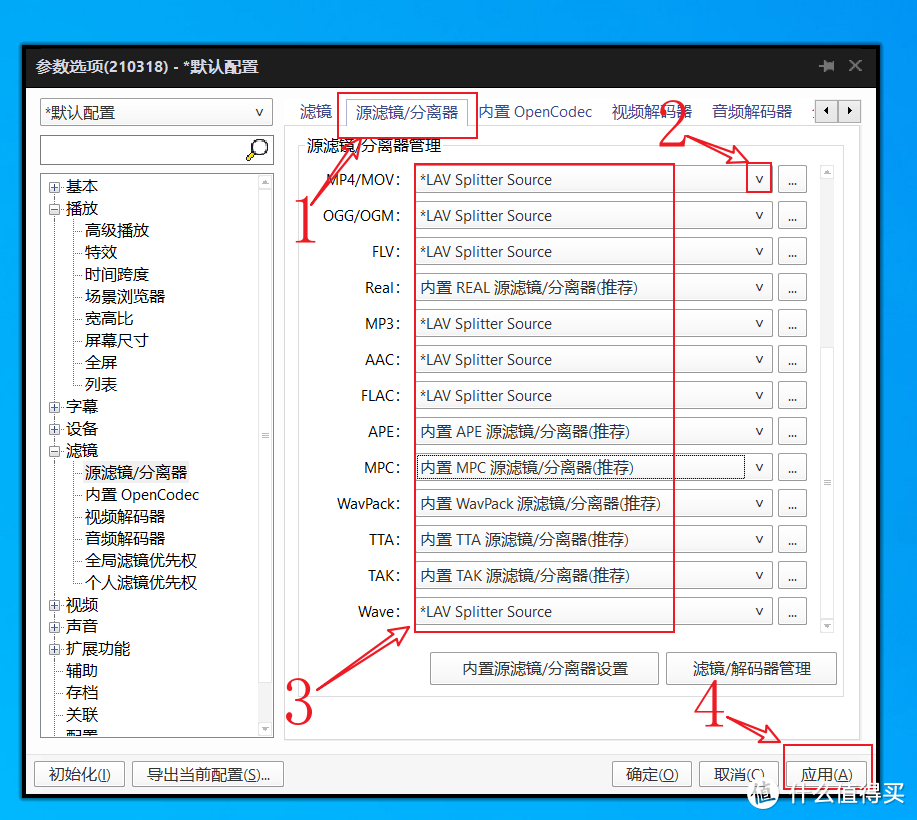 参数选项(210318) - *默认配置
*默认配置
基本
播放
高级播放
特效
时间跨度
场景浏览器
宽高比
屏幕尺寸
全屏
列表
字幕
设备
滤镜
源滤镜/分离器
内置 OpenCodec
视频解码器
音频解码器
全局滤镜优先权
个人滤镜优先权
视频
声音
扩展功能
辅助
存档
关联
配置
滤镜 源滤镜/分离器 内置 OpenCodec 视频解码器 音频解码器
源滤镜/分离器管理
1
2
MP4/MOV: *LAV Splitter Source ...
OGG/OGM: *LAV Splitter Source ...
FLV: *LAV Splitter Source ...
Real: 内置 REAL 源滤镜/分离器(推荐) ...
MP3: *LAV Splitter Source ...
AAC: *LAV Splitter Source ...
FLAC: *LAV Splitter Source ...
APE: 内置 APE 源滤镜/分离器(推荐) ...
MPC: 内置 MPC 源滤镜/分离器(推荐) ...
WavPack: 内置 WavPack 源滤镜/分离器(推荐) ...
TTA: 内置 TTA 源滤镜/分离器(推荐) ...
TAK: 内置 TAK 源滤镜/分离器(推荐) ...
Wave: *LAV Splitter Source ...
3
内置源滤镜/分离器设置 滤镜/解码器管理
4
初始化(I) 导出当前配置(S)... 确定(O) 取消(C) 应用(A)
值 什么值得买